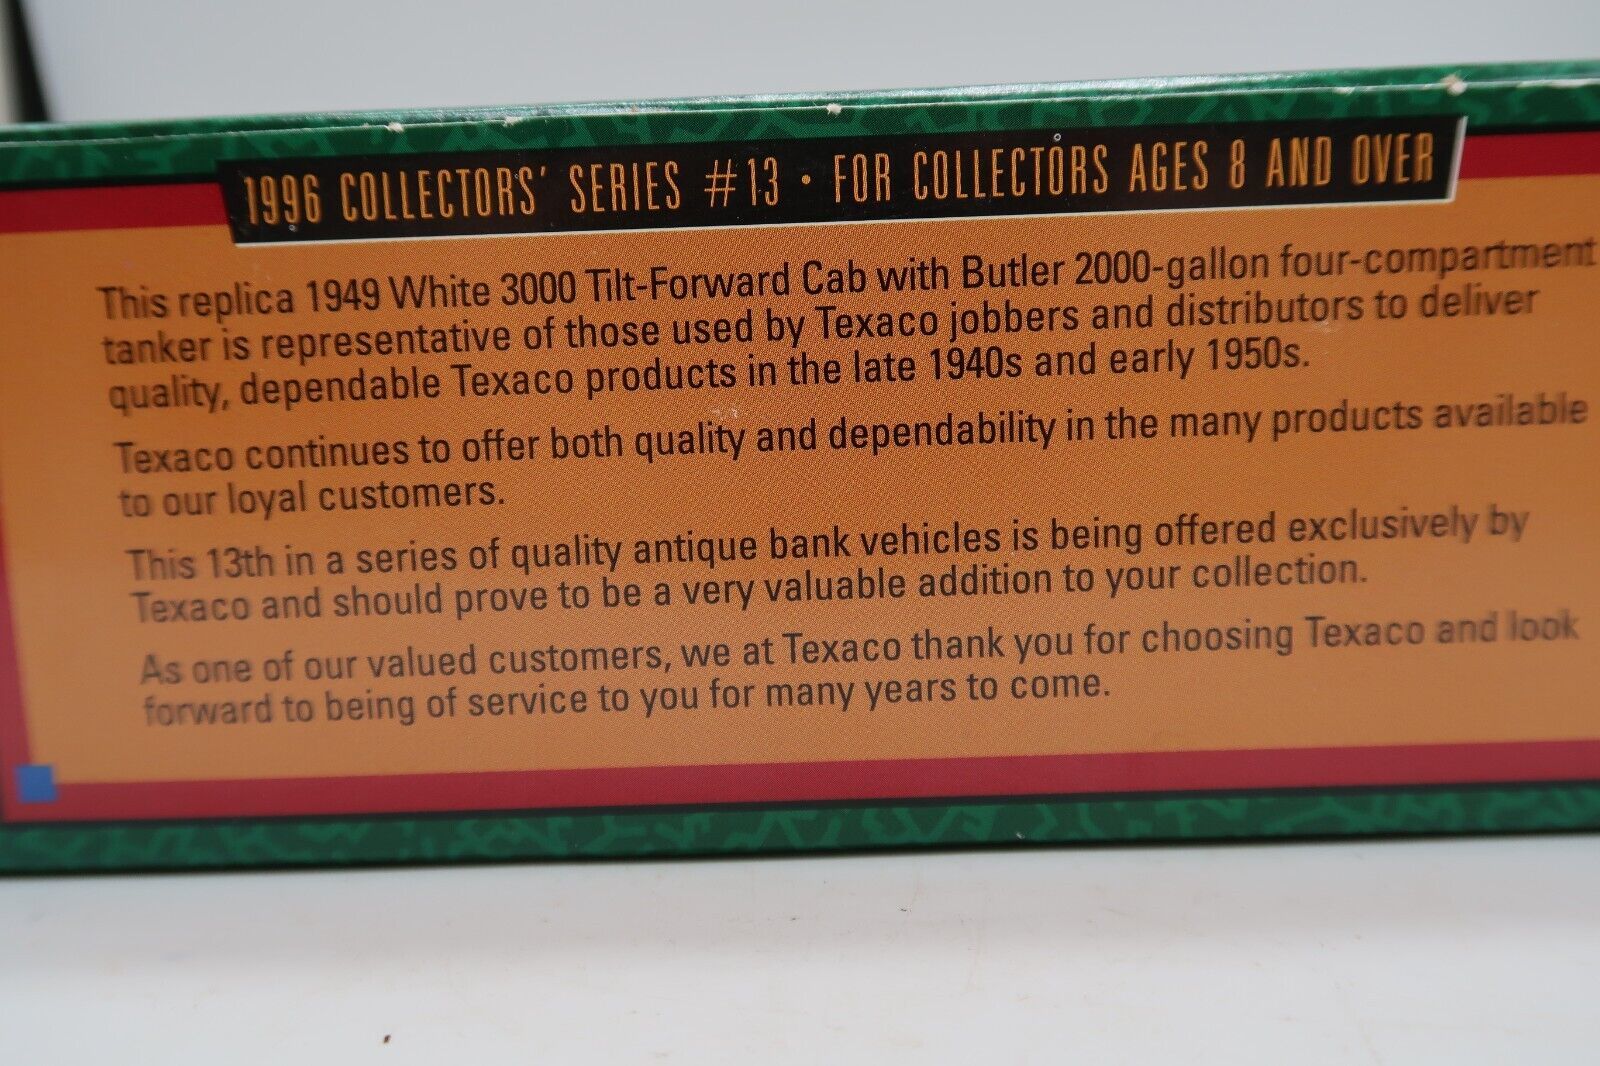 1996 COLLECTORS' SERIES #13 • FOR COLLECTORS AGES 8 AND OVER
This replica 1949 White 3000 Tilt-Forward Cab with Butler 2000-gallon four-compartment
tanker is representative of those used by Texaco jobbers and distributors to deliver
quality, dependable Texaco products in the late 1940s and early 1950s.
Texaco continues to offer both quality and dependability in the many products available
to our loyal customers.
This 13th in a series of quality antique bank vehicles is being offered exclusively by
Texaco and should prove to be a very valuable addition to your collection.
As one of our valued customers, we at Texaco thank you for choosing Texaco and look
forward to being of service to you for many years to come.